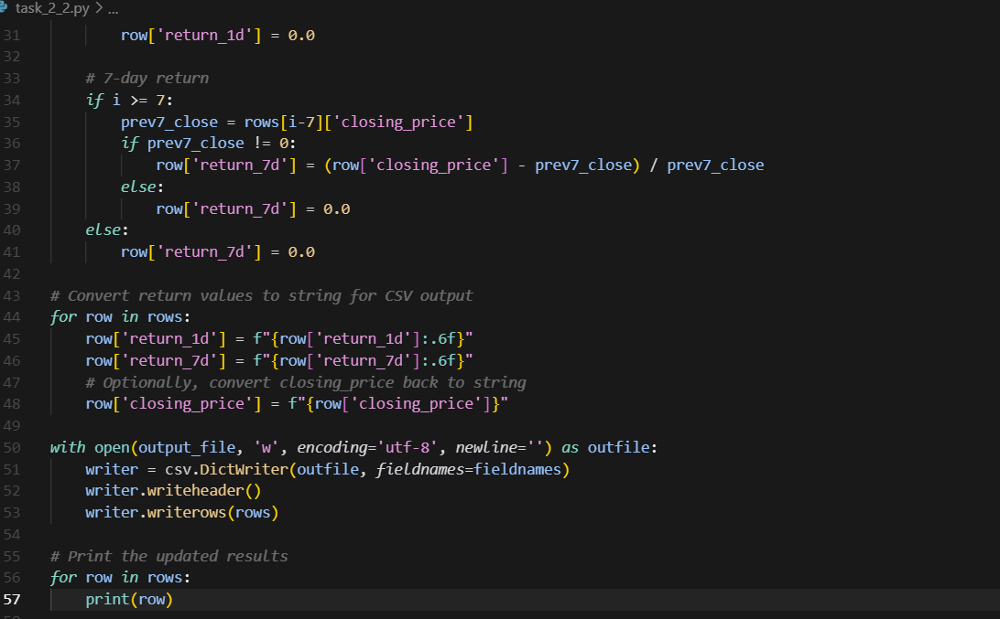 task_2_2.py > ...
31            row['return_1d'] = 0.0
32
33        # 7-day return
34        if i >= 7:
35            prev7_close = rows[i-7]['closing_price']
36            if prev7_close != 0:
37                row['return_7d'] = (row['closing_price'] - prev7_close) / prev7_close
38            else:
39                row['return_7d'] = 0.0
40        else:
41            row['return_7d'] = 0.0
42
43    # Convert return values to string for CSV output
44    for row in rows:
45        row['return_1d'] = f"{row['return_1d']:.6f}"
46        row['return_7d'] = f"{row['return_7d']:.6f}"
47        # Optionally, convert closing_price back to string
48        row['closing_price'] = f"{row['closing_price']}"
49
50    with open(output_file, 'w', encoding='utf-8', newline='') as outfile:
51        writer = csv.DictWriter(outfile, fieldnames=fieldnames)
52        writer.writeheader()
53        writer.writerows(rows)
54
55    # Print the updated results
56    for row in rows:
57        print(row)